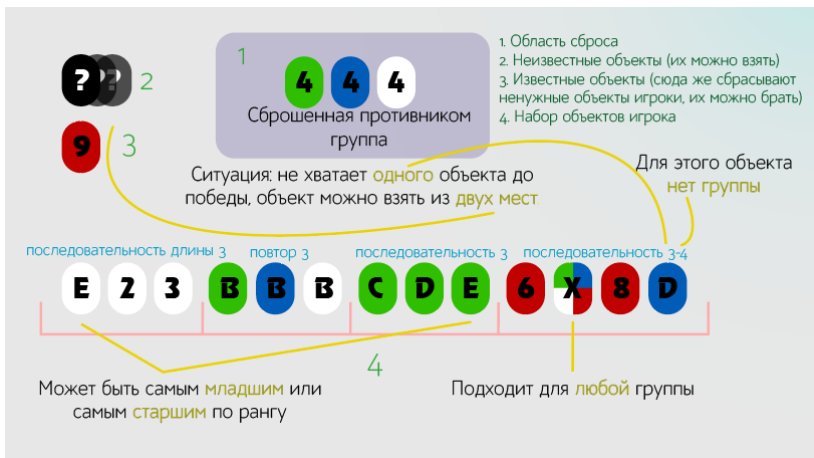 1
4 4 4
Сброшенная противником
группа
? ?
2
9
3
1. Область сброса
2. Неизвестные объекты (их можно взять)
3. Известные объекты (сюда же сбрасывают
ненужные объекты игроки, их можно брать)
4. Набор объектов игрока
Ситуация: не хватает одного объекта до
победы, объект можно взять из двух мест
Для этого объекта
нет группы
последовательность длины 3
повтор 3
последовательность 3
последовательность 3-4
E 2 3 B B B C D E 6 X 8 D
4
Может быть самым младшим или
самым старшим по рангу
Подходит для любой группы